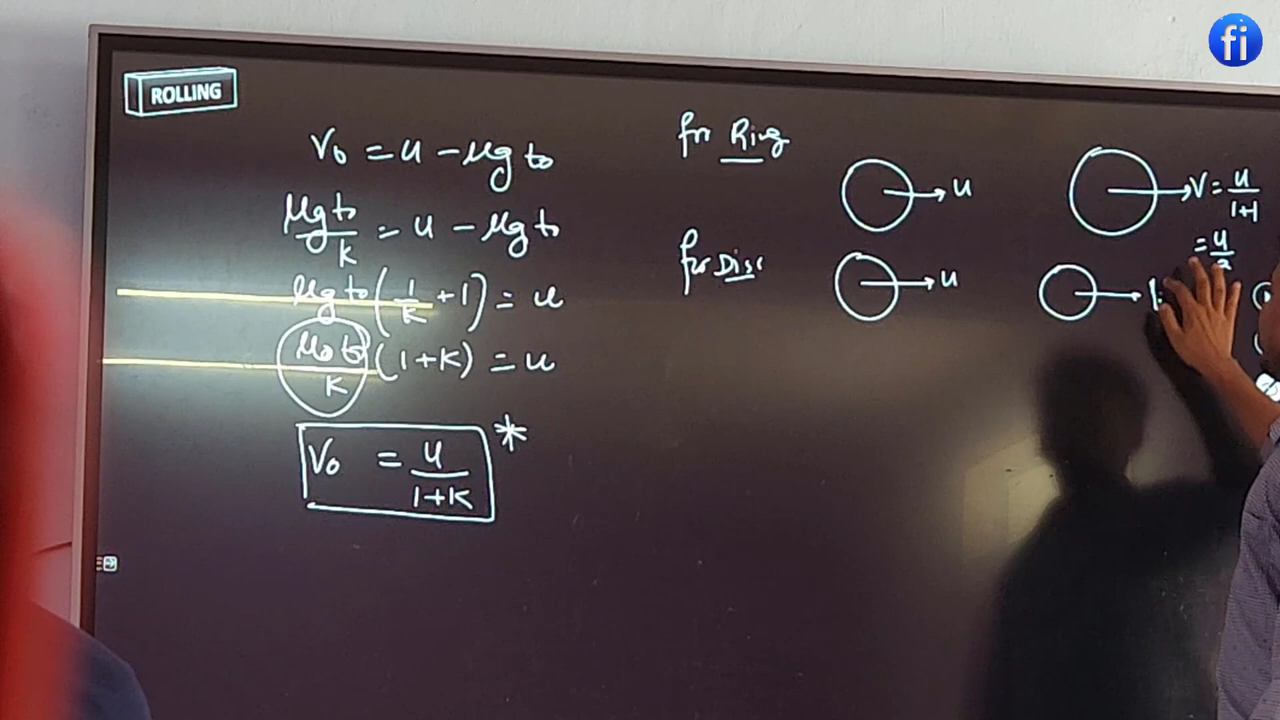 fi
ROLLING
V₀ = u - μg t₀
μg t₀/k = u - μg t₀
μg t₀ (1/k + 1) = u
μg t₀/k (1+k) = u
V₀ = u/(1+k) *
for Ring
u
V = u/(1+1)
= u/2
for Disc
u